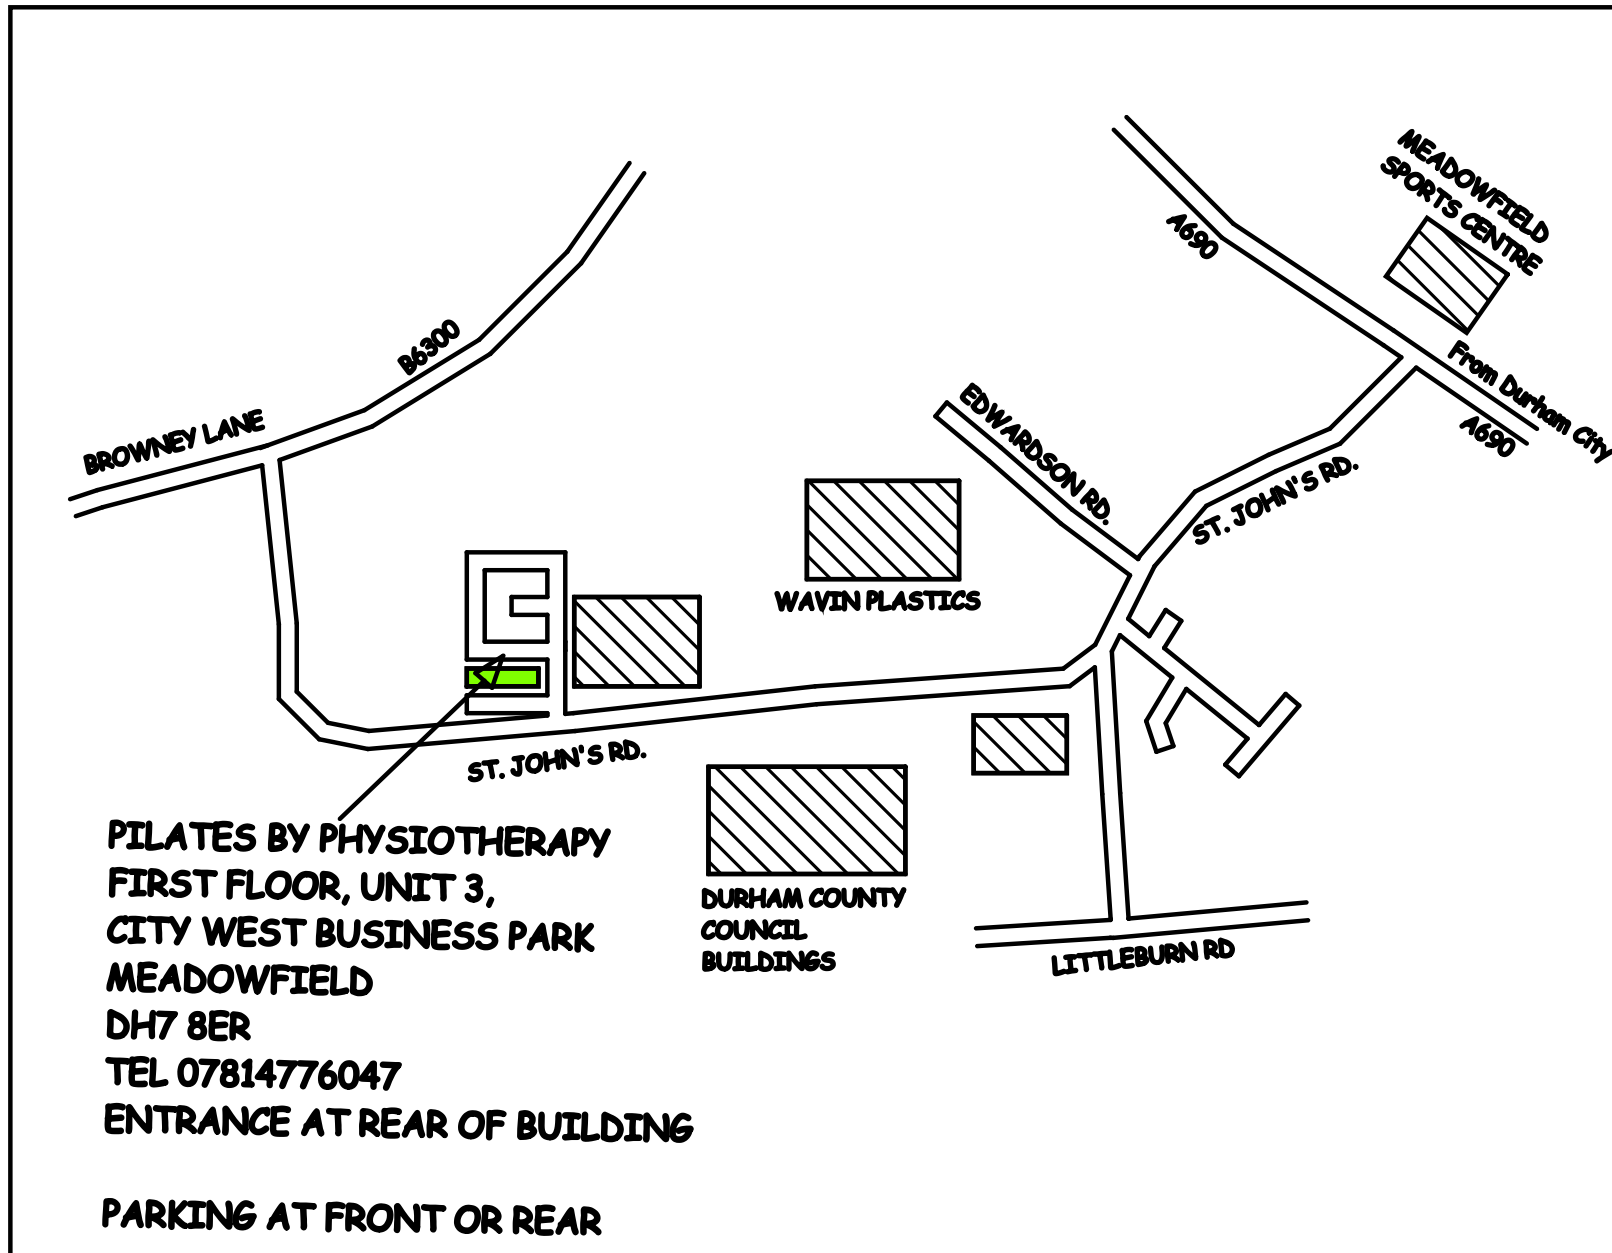 MEADOWFIELD
SPORTS CENTRE
A690
From Durham City
A690
B6300
BROWNEY LANE
EDWARDSON RD.
ST. JOHN'S RD.
WAVIN PLASTICS
ST. JOHN'S RD.
DURHAM COUNTY
COUNCIL
BUILDINGS
LITTLEBURN RD
PILATES BY PHYSIOTHERAPY
FIRST FLOOR, UNIT 3,
CITY WEST BUSINESS PARK
MEADOWFIELD
DH7 8ER
TEL 07814776047
ENTRANCE AT REAR OF BUILDING
PARKING AT FRONT OR REAR